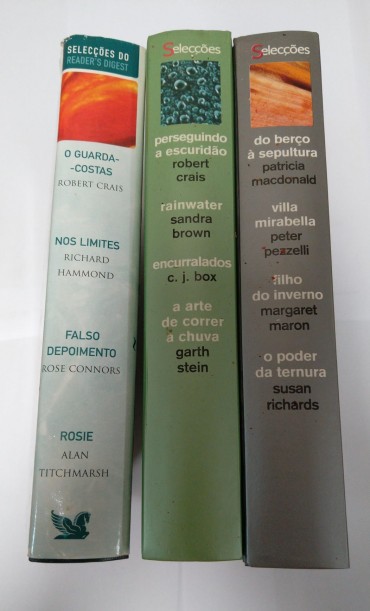 SELECÇÕES DO
READER'S DIGEST
O GUARDA-
-COSTAS
ROBERT CRAIS
NOS LIMITES
RICHARD
HAMMOND
FALSO
DEPOIMENTO
ROSE CONNORS
ROSIE
ALAN
TITCHMARSH
Selecções
perseguindo
a escuridão
robert
crais
rainwater
sandra
brown
encurralados
c. j. box
a arte
de correr
à chuva
garth
stein
Selecções
do berço
à sepultura
patricia
macdonald
villa
mirabella
peter
pezzelli
filho
do inverno
margaret
maron
o poder
da ternura
susan
richards